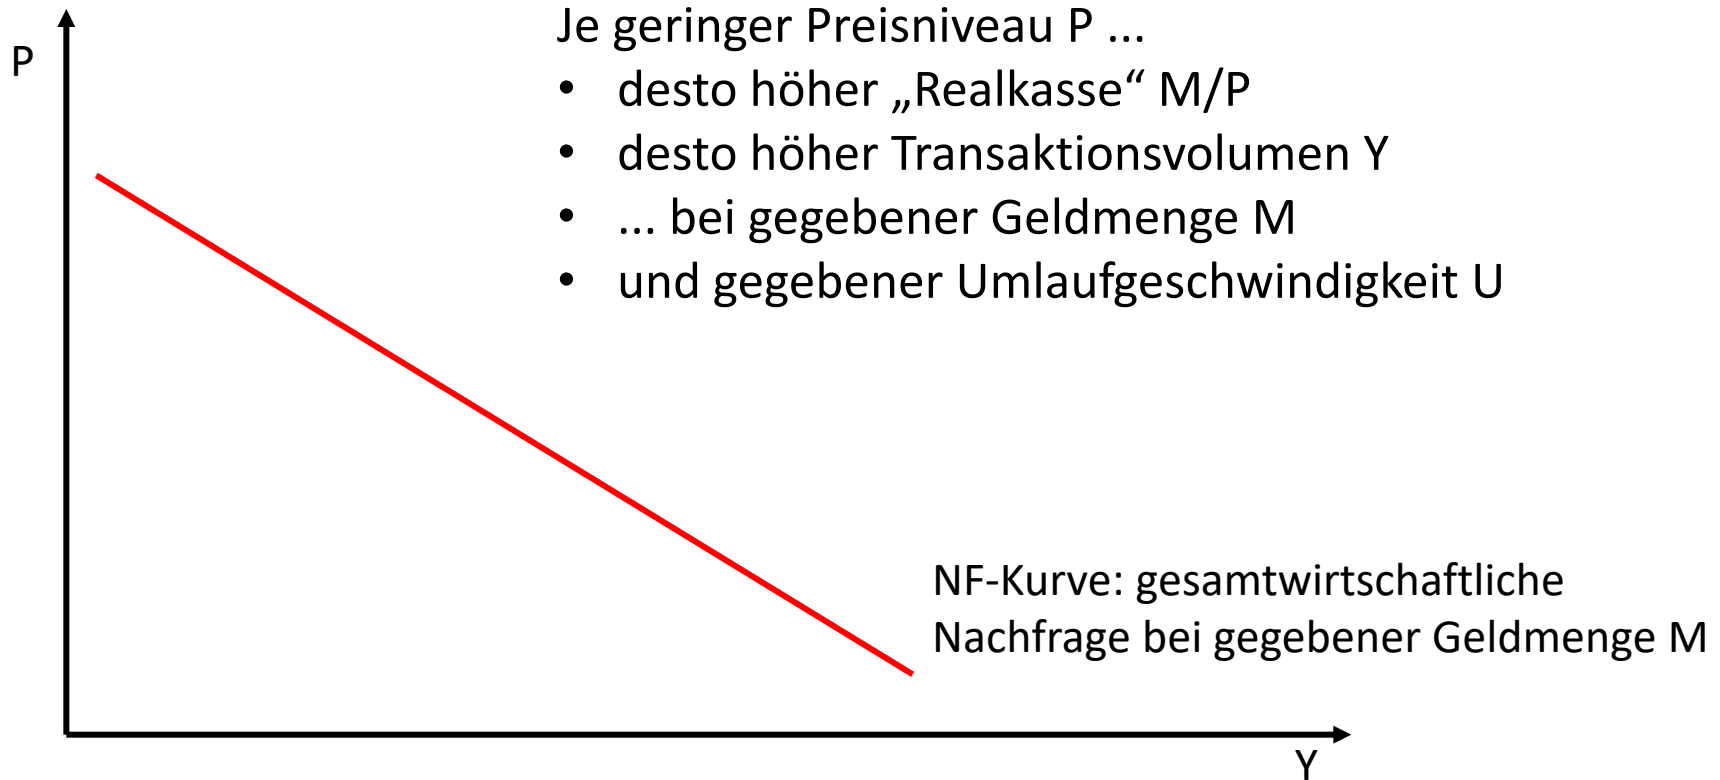 Je geringer Preisniveau P ...
P
• desto höher „Realkasse“ M/P
• desto höher Transaktionsvolumen Y
• ... bei gegebener Geldmenge M
• und gegebener Umlaufgeschwindigkeit U
NF-Kurve: gesamtwirtschaftliche
Nachfrage bei gegebener Geldmenge M
Y